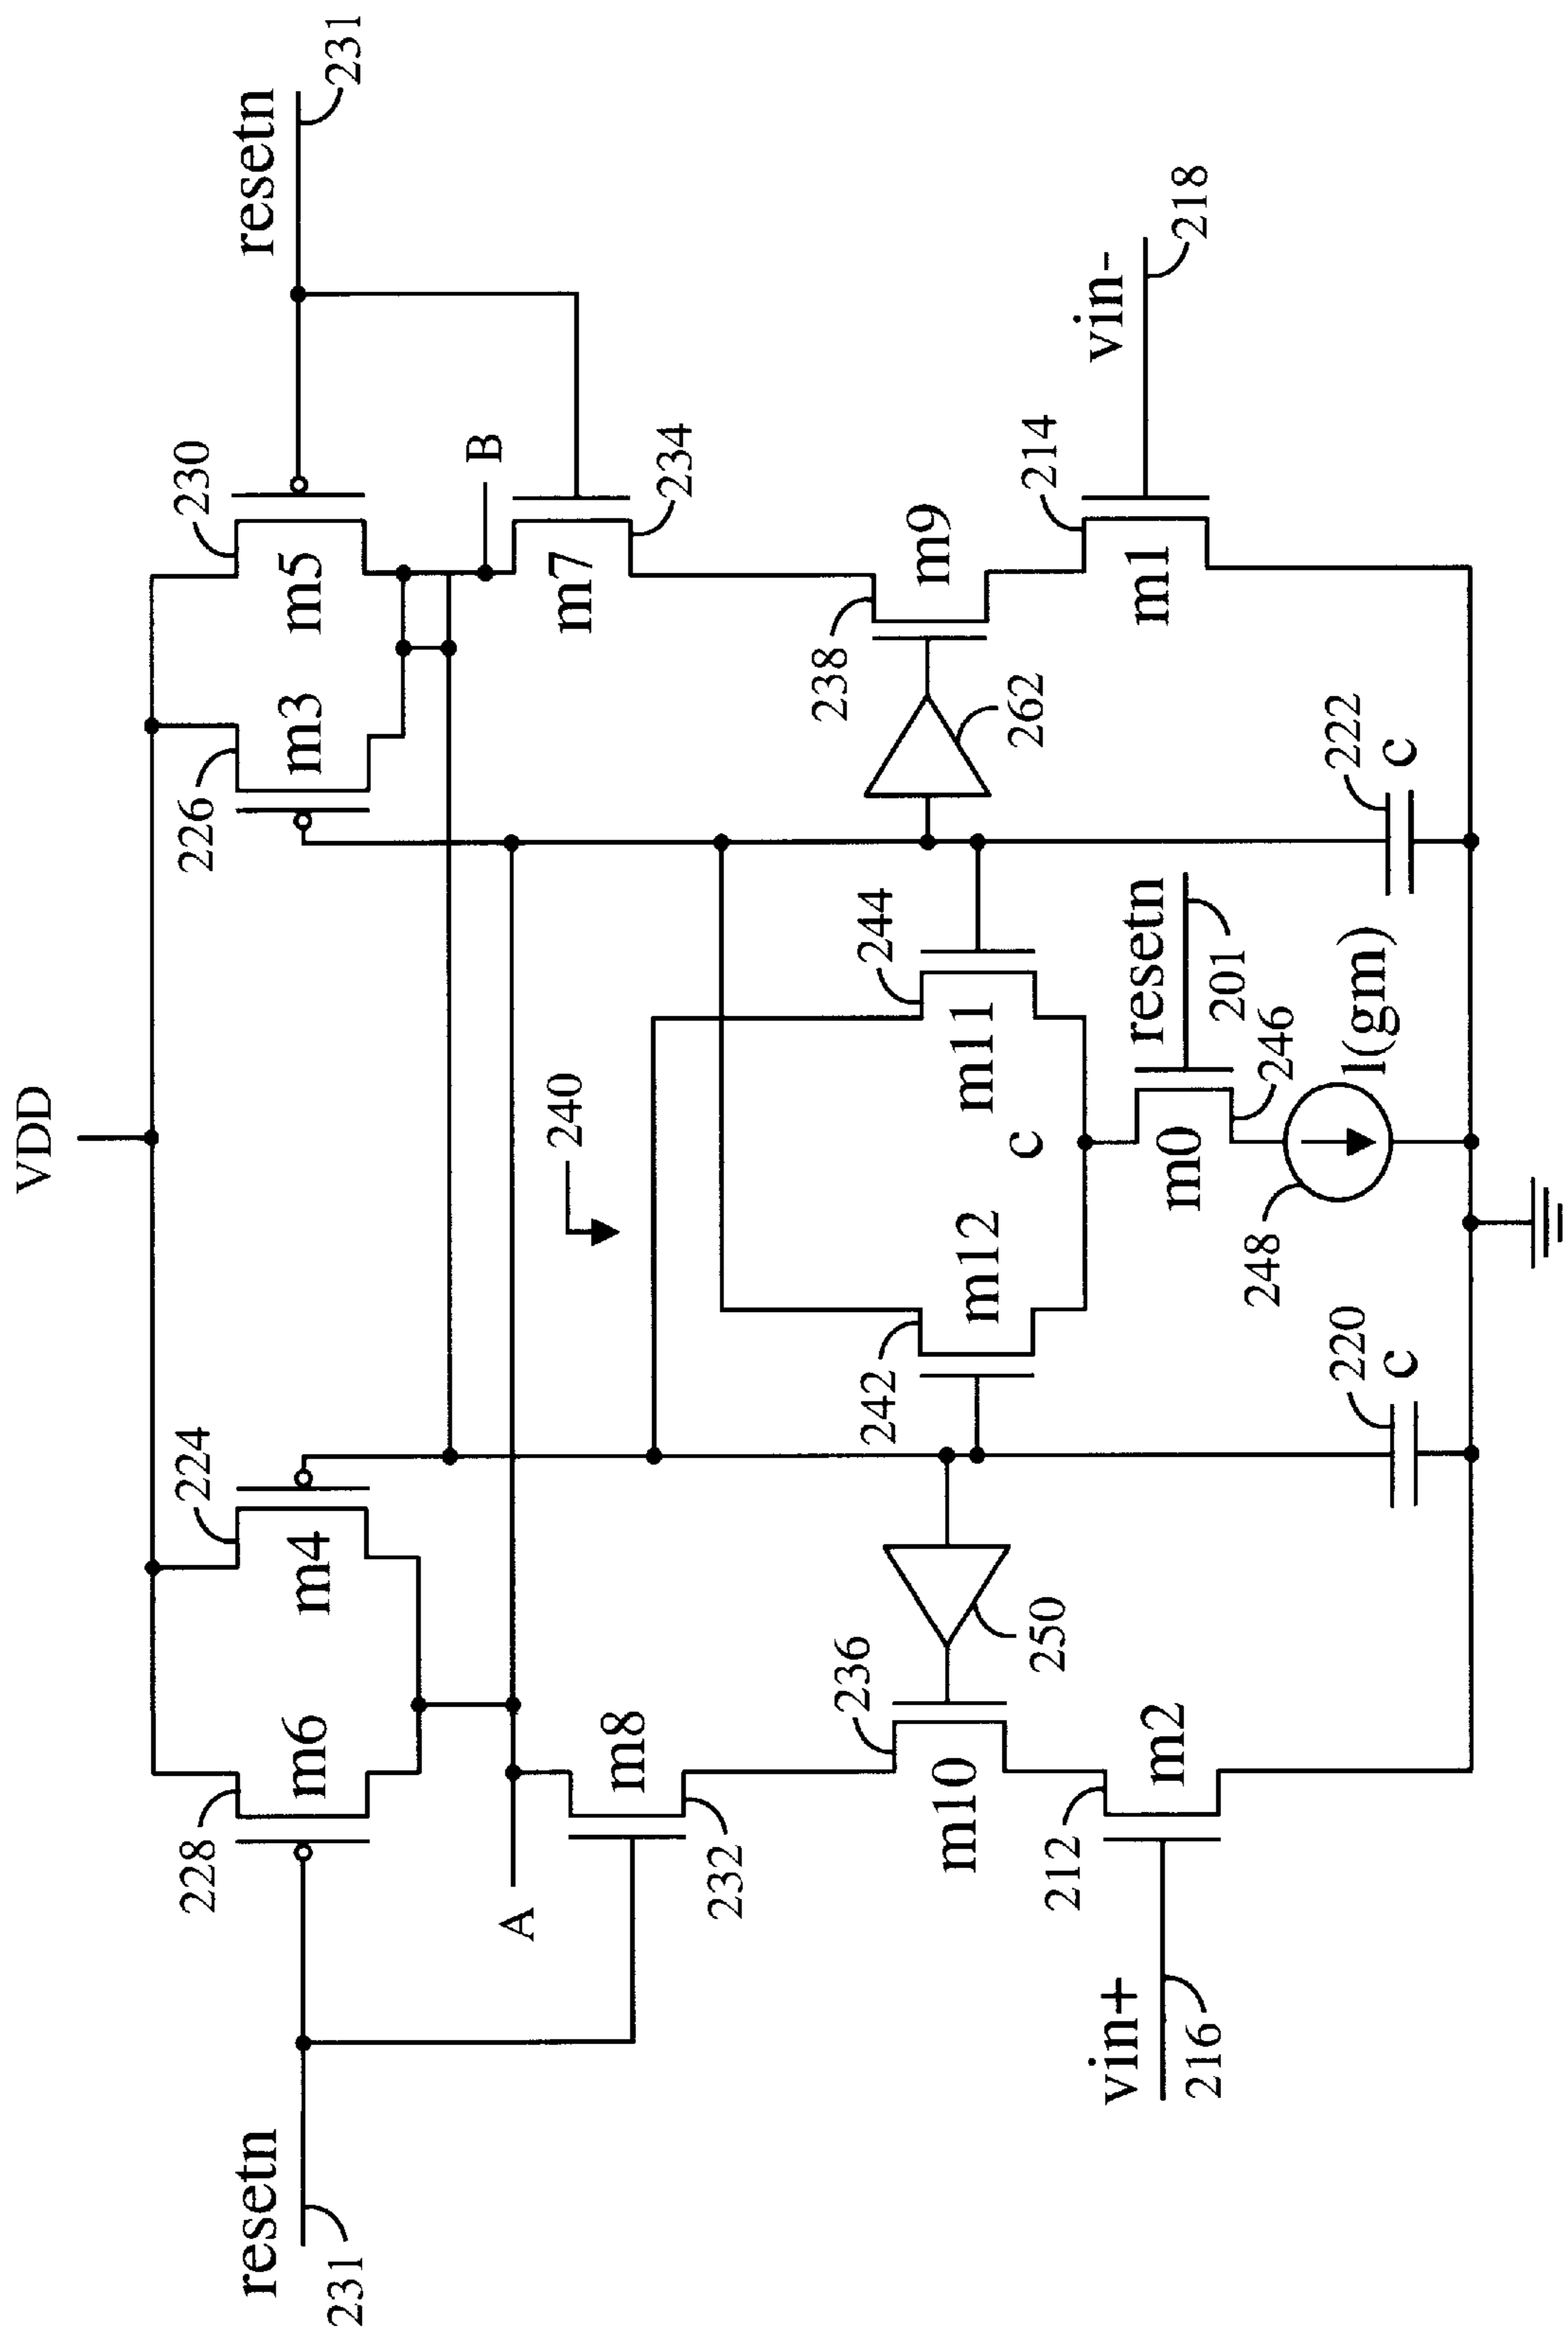 VDD
resetn
231
228
m6
m4
224
226
m3
m5
230
resetn
231
A
B
m8
232
240
m7
234
236
m10
242
m12
m11
244
238
m9
262
250
c
vin+
216
212
m2
m0
resetn
201
246
248
I(gm)
220
c
222
c
m1
214
vin-
218